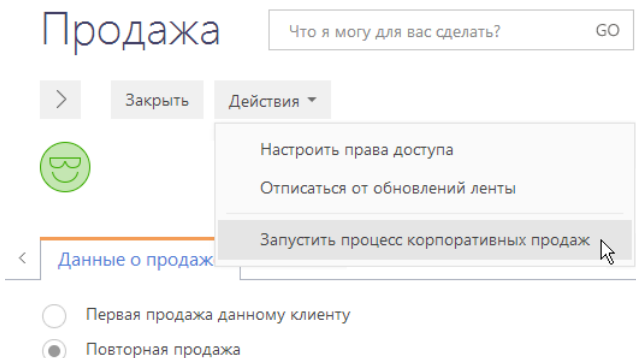 Продажа
Что я могу для вас сделать? GO
Закрыть Действия
Настроить права доступа
Отписаться от обновлений ленты
Запустить процесс корпоративных продаж
Данные о продаж
Первая продажа данному клиенту
Повторная продажа